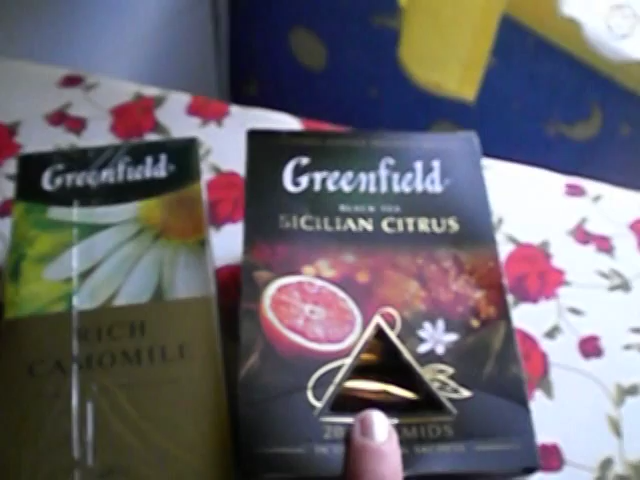 Greenfield
RICH
CAMOMILE
Greenfield
BLACK TEA
SICILIAN CITRUS